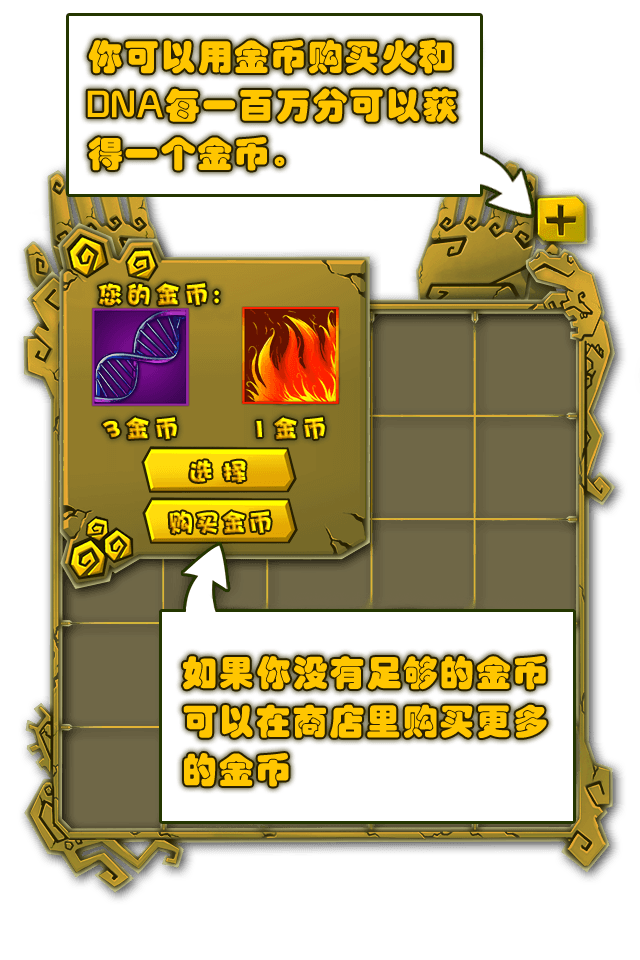 你可以用金币购买火和
DNA每一百万分可以获
得一个金币。
+
您的金币:
3金币
1金币
选择
购买金币
如果你没有足够的金币
可以在商店里购买更多
的金币